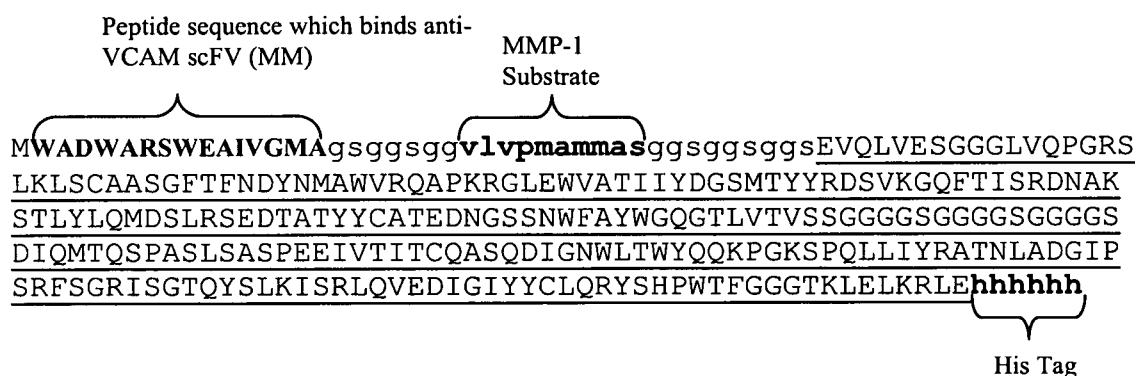 Peptide sequence which binds anti-
VCAM scFV (MM)
MMP-1
Substrate
MWADWARSWEAIVGMAgsggsggvlvpmammasggsggsggsEVQLVESGGGLVQPGRS
LKLSCAASGFTFNDYNMAWVRQAPKRGLEWVATIIYDGSMTYYRDSVKGQFTISRDNAK
STLYLQMDSLRSEDTATYYCATEDNGSSNWFAYWGQGTLVTVSSGGGGSGGGGSGGGGS
DIQMTQSPASLSASPEEIVTITCQASQDIGNWLTWYQQKPGKSPQLLIYRATNLADGIP
SRFSGRISGTQYSLKISRLQVEDIGIYYCLQRYSHPWTFGGGTKLELKRLEhhhhhh
His Tag